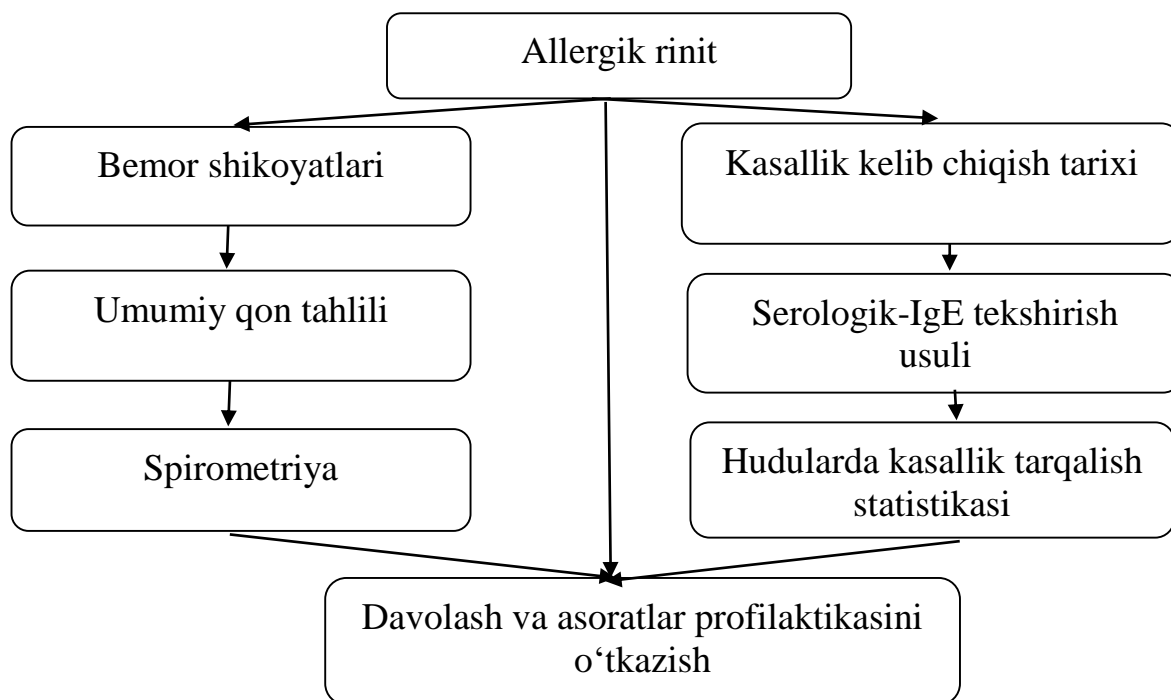 Allergik rinit
Bemor shikoyatlari
Kasallik kelib chiqish tarixi
Umumiy qon tahlili
Serologik-IgE tekshirish
usuli
Spirometriya
Hudularda kasallik tarqalish
statistikasi
Davolash va asoratlar profilaktikasini
o‘tkazish